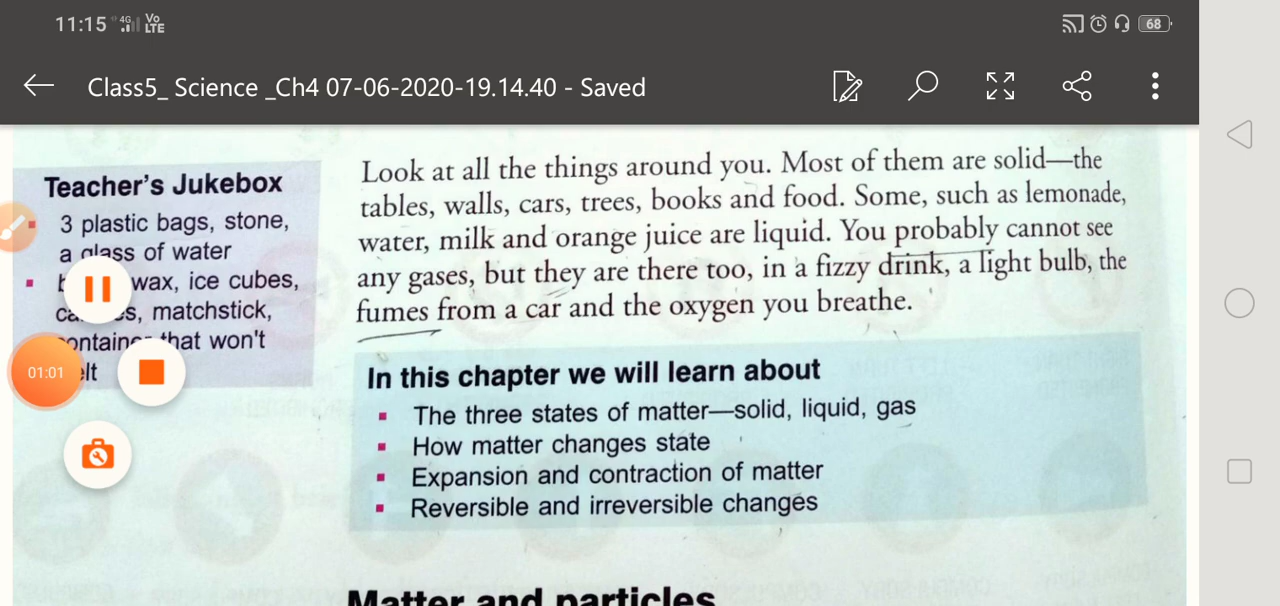 11:15 4G Vo LTE 68
Class5_ Science _Ch4 07-06-2020-19.14.40 - Saved
Teacher's Jukebox
3 plastic bags, stone,
a glass of water
wax, ice cubes,
matchstick,
that won't
01:01
Look at all the things around you. Most of them are solid—the
tables, walls, cars, trees, books and food. Some, such as lemonade,
water, milk and orange juice are liquid. You probably cannot see
any gases, but they are there too, in a fizzy drink, a light bulb, the
fumes from a car and the oxygen you breathe.
In this chapter we will learn about
The three states of matter—solid, liquid, gas
How matter changes state
Expansion and contraction of matter
Reversible and irreversible changes
Matter and particles